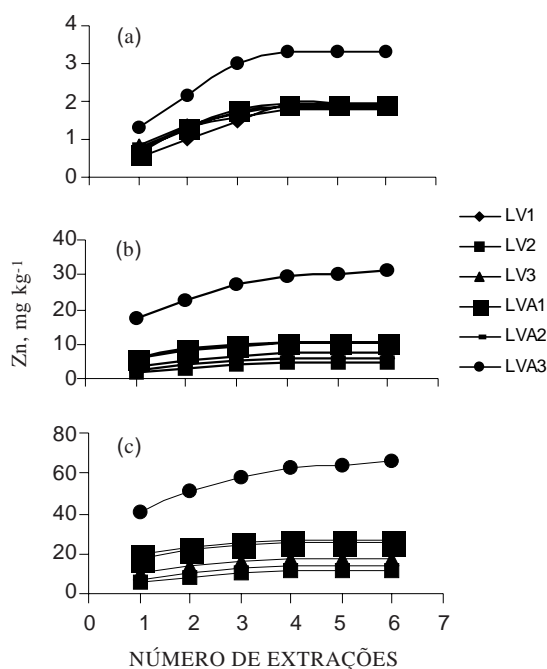 (a)
4
3
2
1
0
(b)
40
30
20
10
0
Zn, mg kg⁻¹
(c)
80
60
40
20
0
0 1 2 3 4 5 6 7
NÚMERO DE EXTRAÇÕES
LV1
LV2
LV3
LVA1
LVA2
LVA3